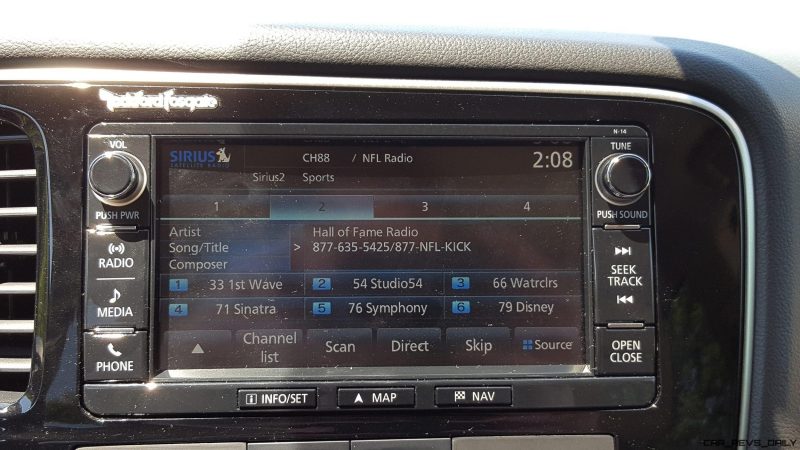 Rockford Fosgate
N-14
VOL
PUSH PWR
RADIO
MEDIA
PHONE
SIRIUS
SATELLITE RADIO
CH88 / NFL Radio
2:08
Sirius2 Sports
1 2 3 4
Artist Hall of Fame Radio
Song/Title > 877-635-5425/877-NFL-KICK
Composer
1 33 1st Wave 2 54 Studio54 3 66 Watrclrs
4 71 Sinatra 5 76 Symphony 6 79 Disney
▲ Channel list Scan Direct Skip Source
TUNE
PUSH SOUND
SEEK
TRACK
OPEN
CLOSE
INFO/SET MAP NAV
CAR_REVS_DAILY